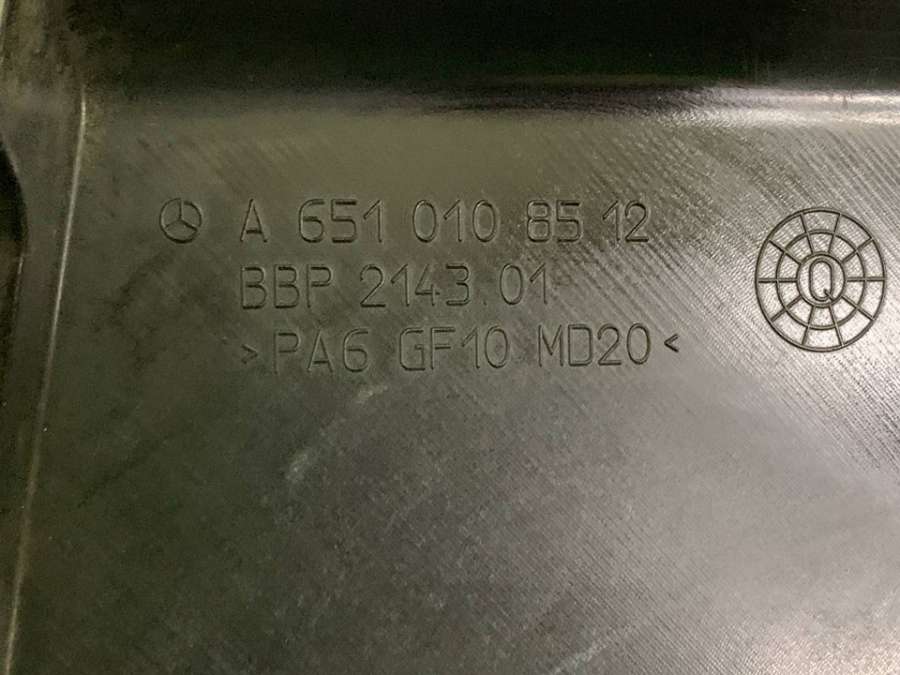 A 651 010 85 12
BBP 2143.01
>PA6 GF10 MD20<
Q